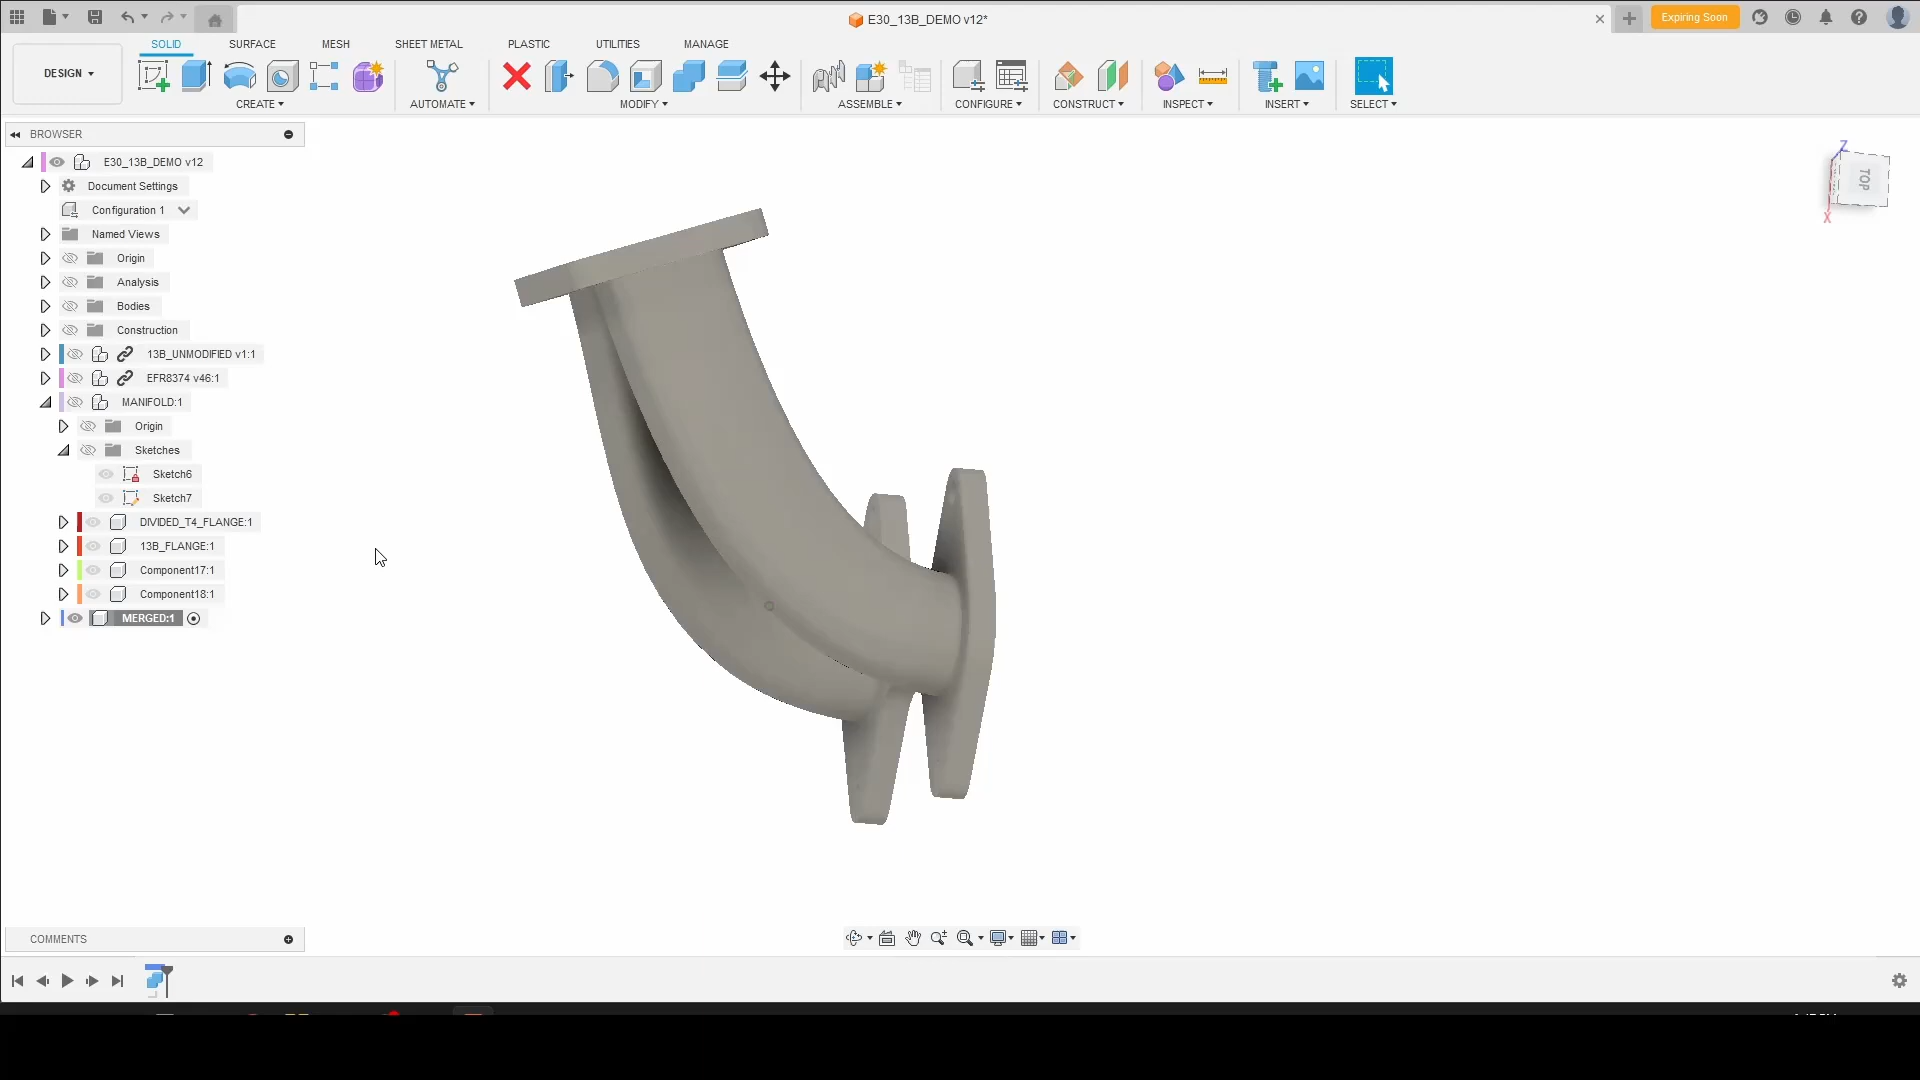 E30_13B_DEMO v12*
Expiring Soon
DESIGN
SOLID
SURFACE
MESH
SHEET METAL
PLASTIC
UTILITIES
MANAGE
CREATE
AUTOMATE
MODIFY
ASSEMBLE
CONFIGURE
CONSTRUCT
INSPECT
INSERT
SELECT
BROWSER
E30_13B_DEMO v12
Document Settings
Configuration 1
Named Views
Origin
Analysis
Bodies
Construction
13B_UNMODIFIED v1:1
EFR8374 v46:1
MANIFOLD:1
Origin
Sketches
Sketch6
Sketch7
DIVIDED_T4_FLANGE:1
13B_FLANGE:1
Component17:1
Component18:1
MERGED:1
Z
TOP
X
COMMENTS